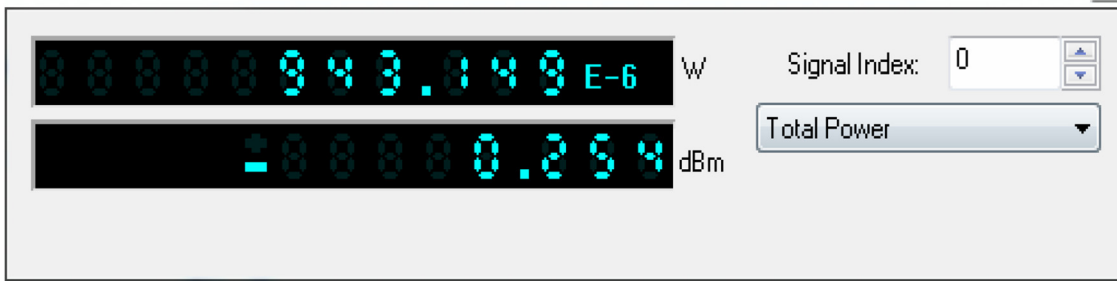 943.149 E-6 W
Signal Index: 0
Total Power
- 0.254 dBm